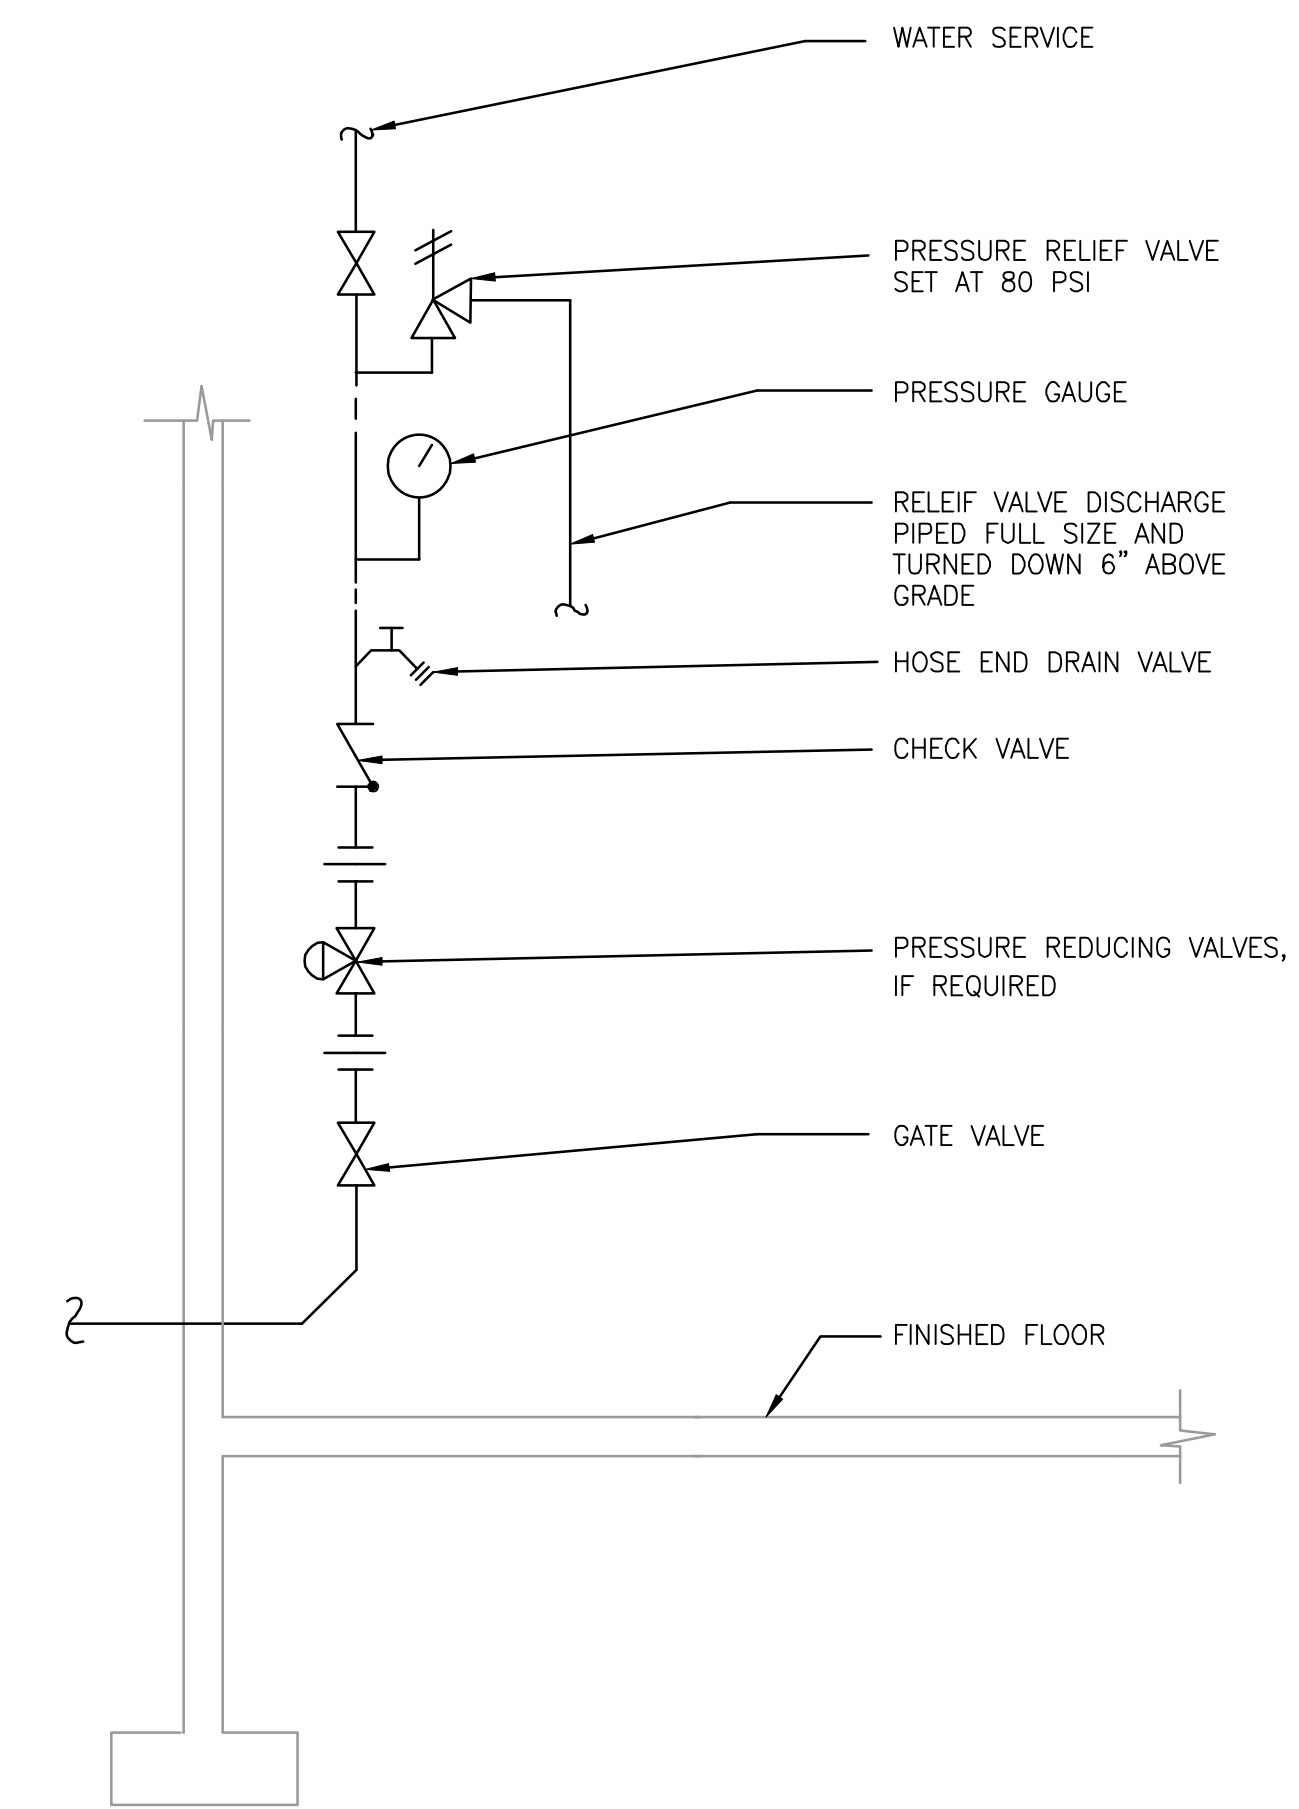 WATER SERVICE
PRESSURE RELIEF VALVE
SET AT 80 PSI
PRESSURE GAUGE
RELEIF VALVE DISCHARGE
PIPED FULL SIZE AND
TURNED DOWN 6" ABOVE
GRADE
HOSE END DRAIN VALVE
CHECK VALVE
PRESSURE REDUCING VALVES,
IF REQUIRED
GATE VALVE
FINISHED FLOOR